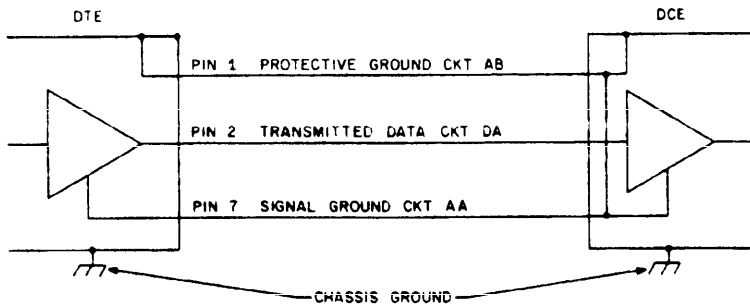 DTE
DCE
PIN 1 PROTECTIVE GROUND CKT AB
PIN 2 TRANSMITTED DATA CKT DA
PIN 7 SIGNAL GROUND CKT AA
CHASSIS GROUND